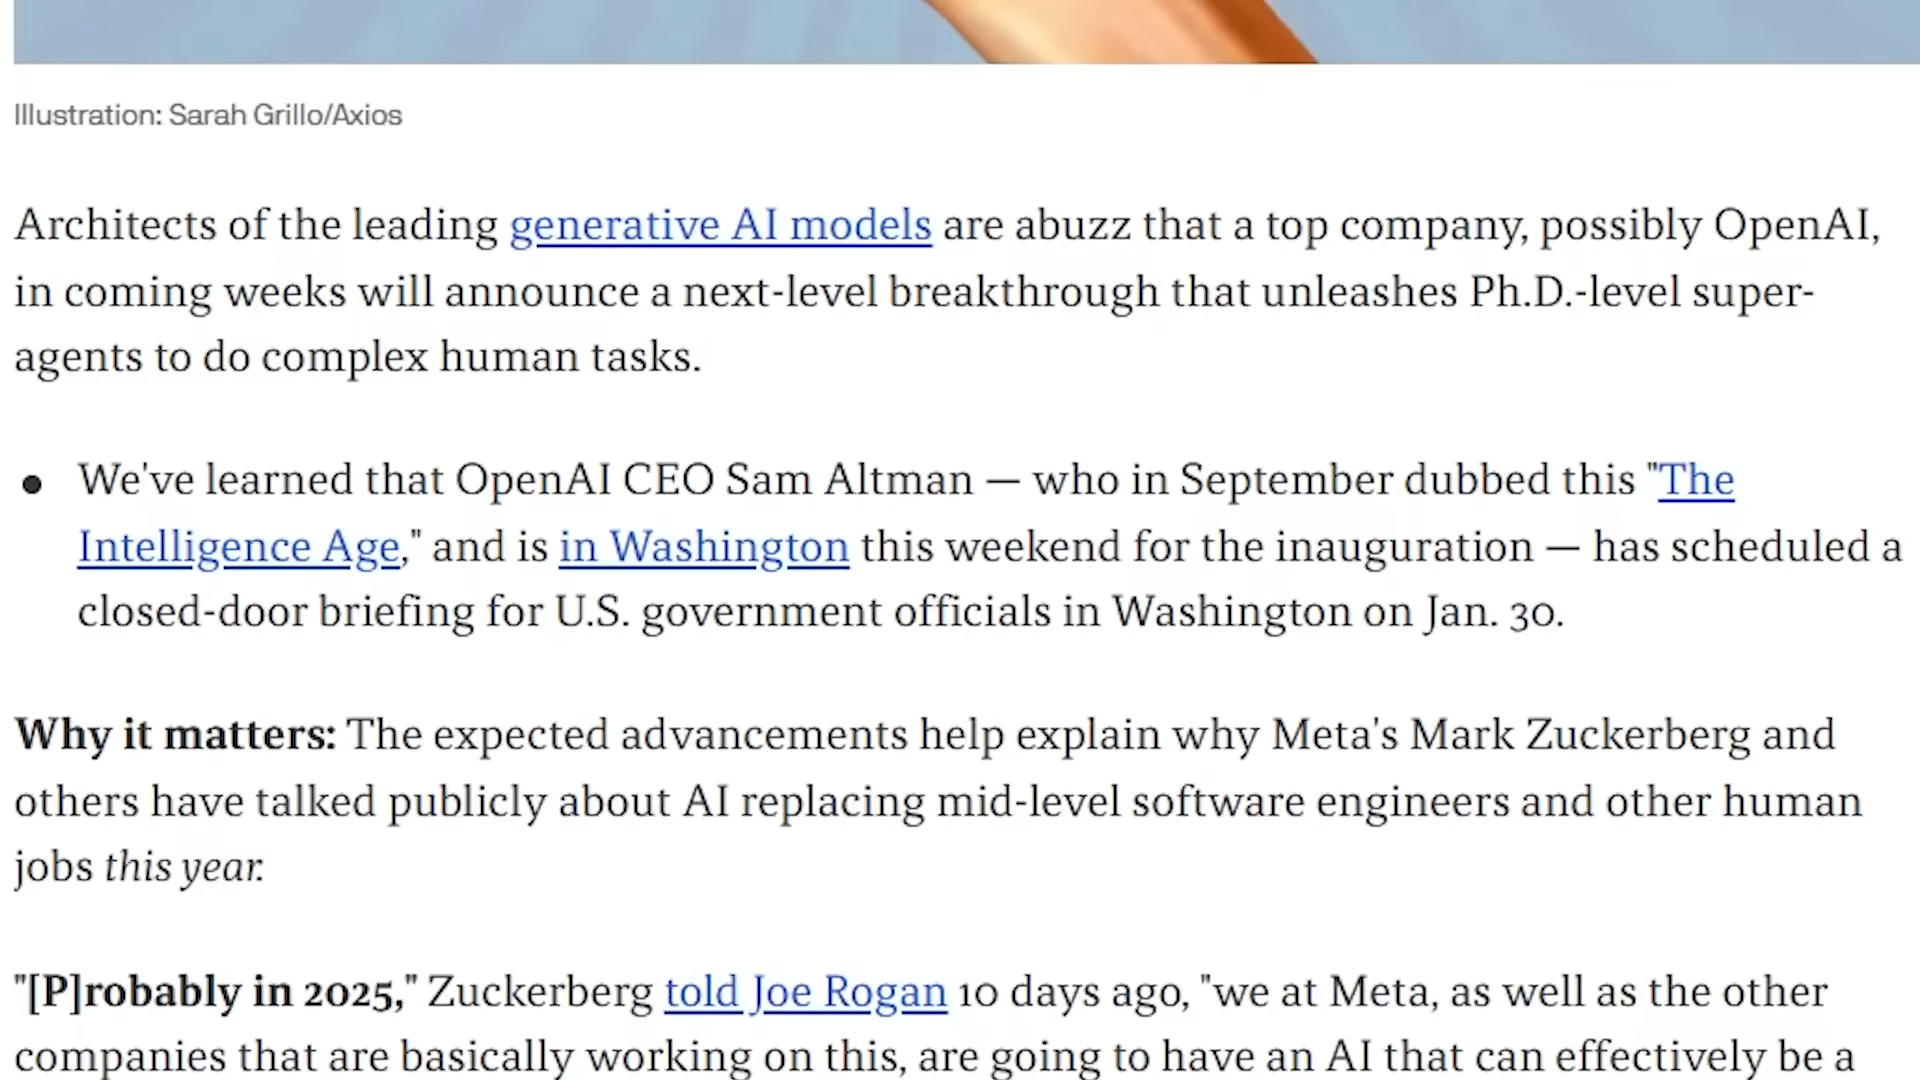 Illustration: Sarah Grillo/Axios
Architects of the leading generative AI models are abuzz that a top company, possibly OpenAI,
in coming weeks will announce a next-level breakthrough that unleashes Ph.D.-level super-
agents to do complex human tasks.
● We've learned that OpenAI CEO Sam Altman — who in September dubbed this "The
Intelligence Age," and is in Washington this weekend for the inauguration — has scheduled a
closed-door briefing for U.S. government officials in Washington on Jan. 30.
Why it matters: The expected advancements help explain why Meta's Mark Zuckerberg and
others have talked publicly about AI replacing mid-level software engineers and other human
jobs this year.
"[P]robably in 2025," Zuckerberg told Joe Rogan 10 days ago, "we at Meta, as well as the other
companies that are basically working on this, are going to have an AI that can effectively be a